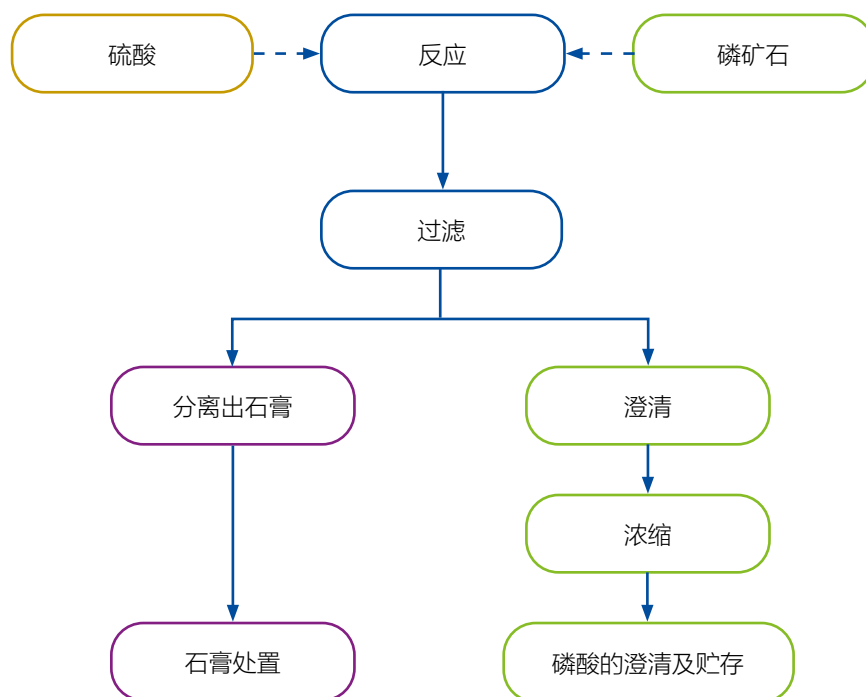 硫酸
反应
磷矿石
过滤
分离出石膏
澄清
浓缩
石膏处置
磷酸的澄清及贮存